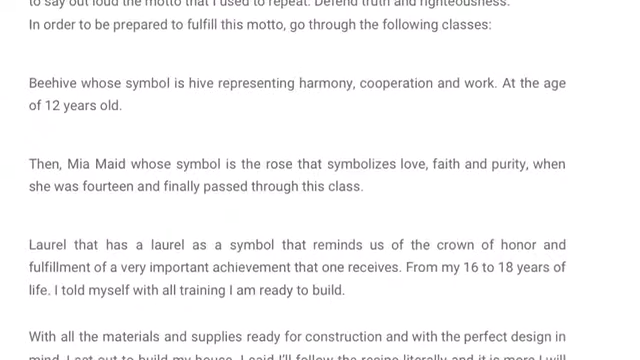 to say out loud the motto that I used to repeat. Defend truth and righteousness.
In order to be prepared to fulfill this motto, go through the following classes:
Beehive whose symbol is hive representing harmony, cooperation and work. At the age
of 12 years old.
Then, Mia Maid whose symbol is the rose that symbolizes love, faith and purity, when
she was fourteen and finally passed through this class.
Laurel that has a laurel as a symbol that reminds us of the crown of honor and
fulfillment of a very important achievement that one receives. From my 16 to 18 years of
life. I told myself with all training I am ready to build.
With all the materials and supplies ready for construction and with the perfect design in
mind, I set out to build my house. I said I'll follow the recipe literally and it is more I will